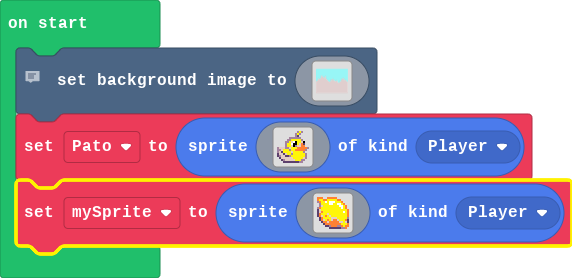 on start
set background image to
set Pato to sprite of kind Player
set mySprite to sprite of kind Player